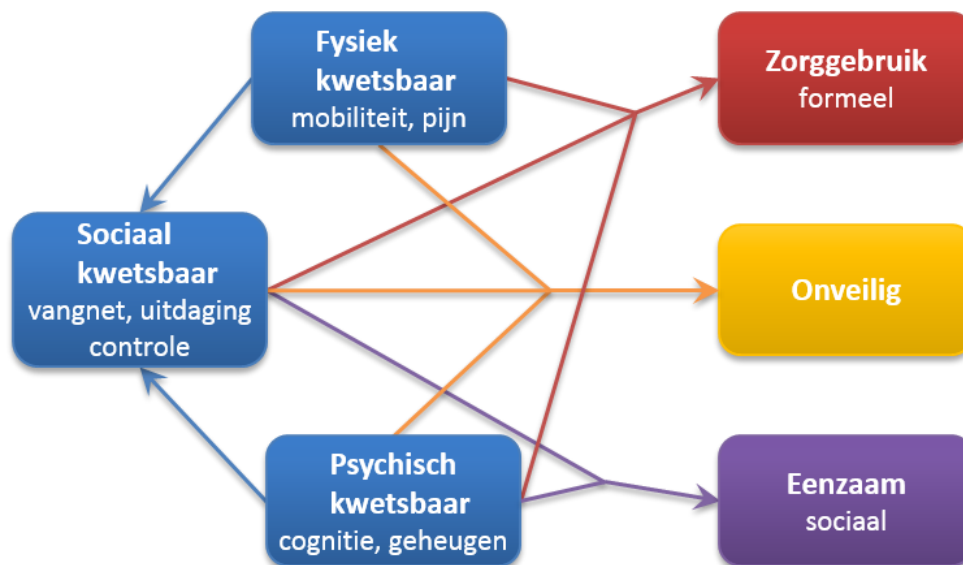 Fysiek
kwetsbaar
mobiliteit, pijn
Zorggebruik
formeel
Sociaal
kwetsbaar
vangnet, uitdaging
controle
Onveilig
Psychisch
kwetsbaar
cognitie, geheugen
Eenzaam
sociaal